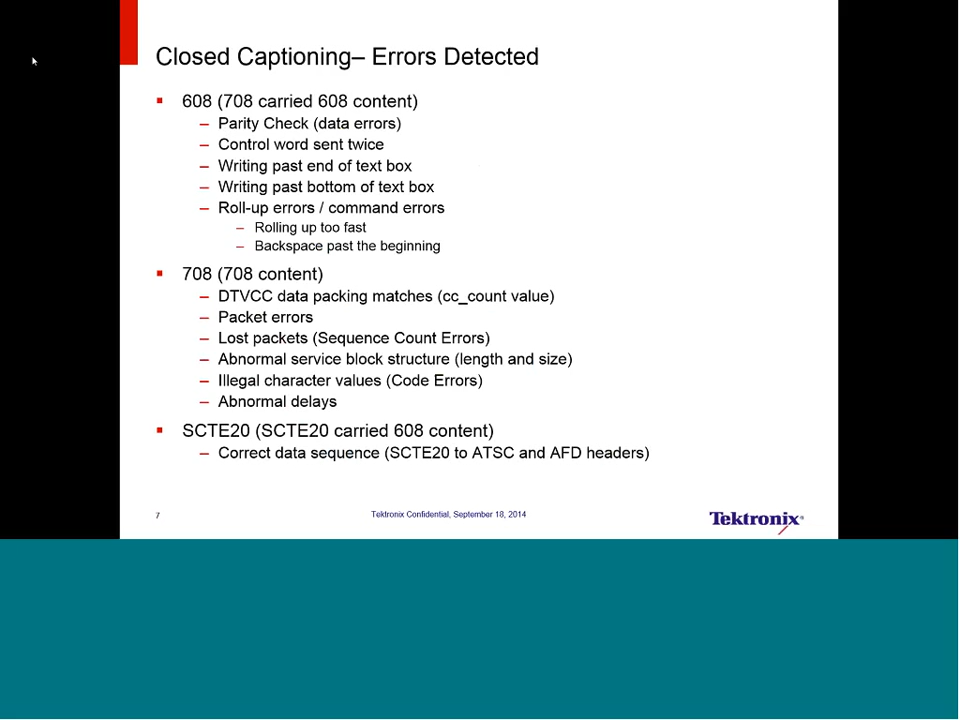 Closed Captioning– Errors Detected
▪ 608 (708 carried 608 content)
– Parity Check (data errors)
– Control word sent twice
– Writing past end of text box
– Writing past bottom of text box
– Roll-up errors / command errors
– Rolling up too fast
– Backspace past the beginning
▪ 708 (708 content)
– DTVCC data packing matches (cc_count value)
– Packet errors
– Lost packets (Sequence Count Errors)
– Abnormal service block structure (length and size)
– Illegal character values (Code Errors)
– Abnormal delays
▪ SCTE20 (SCTE20 carried 608 content)
– Correct data sequence (SCTE20 to ATSC and AFD headers)
7 Tektronix Confidential, September 18, 2014 Tektronix®